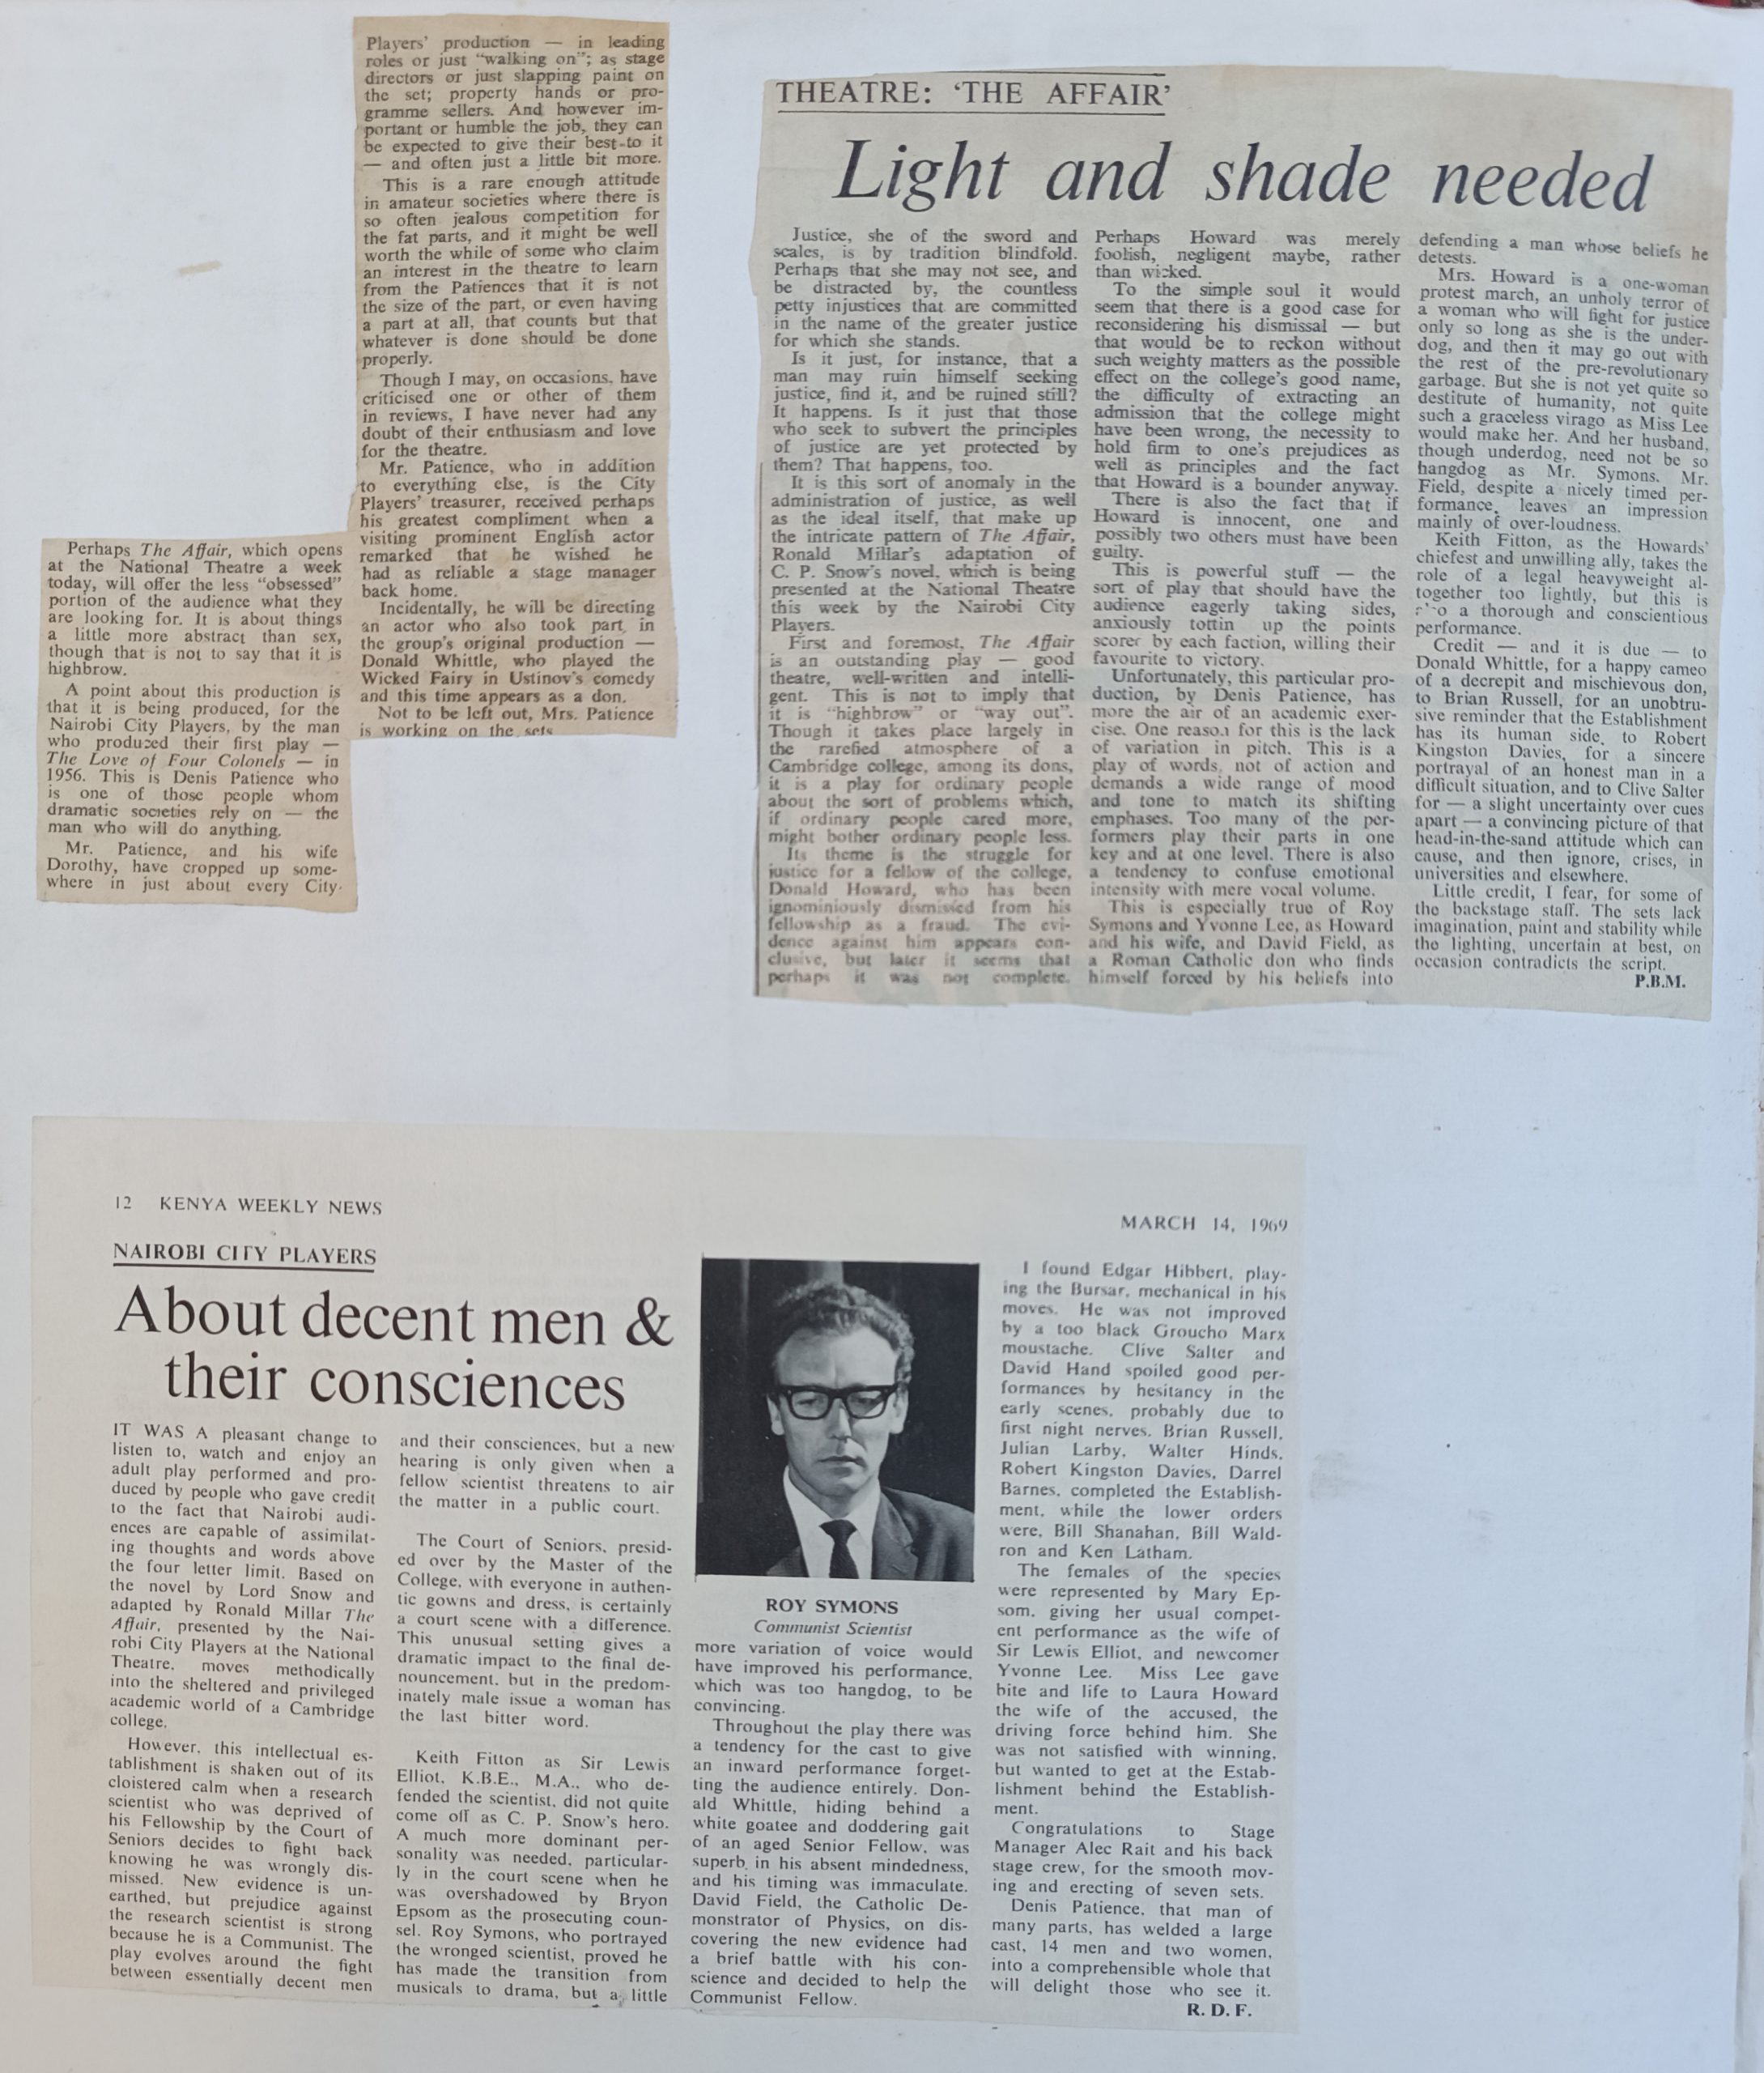 Perhaps The Affair, which opens
at the National Theatre a week
today, will offer the less "obsessed"
portion of the audience what they
are looking for. It is about things
a little more abstract than sex,
though that is not to say that it is
highbrow.
A point about this production is
that it is being produced, for the
Nairobi City Players, by the man
who produced their first play —
The Love of Four Colonels — in
1956. This is Denis Patience who
is one of those people whom
dramatic societies rely on — the
man who will do anything.
Mr. Patience, and his wife
Dorothy, have cropped up some-
where in just about every City
Players' production — in leading
roles or just "walking on"; as stage
directors or just slapping paint on
the set; property hands or pro-
gramme sellers. And however im-
portant or humble the job, they can
be expected to give their best to it
— and often just a little bit more.
This is a rare enough attitude
in amateur societies where there is
so often jealous competition for
the fat parts, and it might be well
worth the while of some who claim
an interest in the theatre to learn
from the Patiences that it is not
the size of the part, or even having
a part at all, that counts but that
whatever is done should be done
properly.
Though I may, on occasions, have
criticised one or other of them
in reviews, I have never had any
doubt of their enthusiasm and love
for the theatre.
Mr. Patience, who in addition
to everything else, is the City
Players' treasurer, received perhaps
his greatest compliment when a
visiting prominent English actor
remarked that he wished he
had as reliable a stage manager
back home.
Incidentally, he will be directing
an actor who also took part in
the group's original production —
Donald Whittle, who played the
Wicked Fairy in Ustinov's comedy
and this time appears as a don.
Not to be left out, Mrs. Patience
is working on the sets
THEATRE: 'THE AFFAIR'
Light and shade needed
Justice, she of the sword and
scales, is by tradition blindfold.
Perhaps that she may not see, and
be distracted by, the countless
petty injustices that are committed
in the name of the greater justice
for which she stands.
Is it just, for instance, that a
man may ruin himself seeking
justice, find it, and be ruined still?
It happens. Is it just that those
who seek to subvert the principles
of justice are yet protected by
them? That happens, too.
It is this sort of anomaly in the
administration of justice, as well
as the ideal itself, that make up
the intricate pattern of The Affair,
Ronald Millar's adaptation of
C. P. Snow's novel, which is being
presented at the National Theatre
this week by the Nairobi City
Players.
First and foremost, The Affair
is an outstanding play — good
theatre, well-written and intelli-
gent. This is not to imply that
it is "highbrow" or "way out".
Though it takes place largely in
the rarefied atmosphere of a
Cambridge college, among its dons,
it is a play for ordinary people
about the sort of problems which,
if ordinary people cared more,
might bother ordinary people less.
Its theme is the struggle for
justice for a fellow of the college,
Donald Howard, who has been
ignominiously dismissed from his
fellowship as a fraud. The evi-
dence against him appears con-
clusive, but later it seems that
perhaps it was not complete.
Perhaps Howard was merely
foolish, negligent maybe, rather
than wicked.
To the simple soul it would
seem that there is a good case for
reconsidering his dismissal — but
that would be to reckon without
such weighty matters as the possible
effect on the college's good name,
the difficulty of extracting an
admission that the college might
have been wrong, the necessity to
hold firm to one's prejudices as
well as principles and the fact
that Howard is a bounder anyway.
There is also the fact that if
Howard is innocent, one and
possibly two others must have been
guilty.
This is powerful stuff — the
sort of play that should have the
audience eagerly taking sides,
anxiously tottin up the points
scorer by each faction, willing their
favourite to victory.
Unfortunately, this particular pro-
duction, by Denis Patience, has
more the air of an academic exer-
cise. One reason for this is the lack
of variation in pitch. This is a
play of words, not of action and
demands a wide range of mood
and tone to match its shifting
emphases. Too many of the per-
formers play their parts in one
key and at one level. There is also
a tendency to confuse emotional
intensity with mere vocal volume.
This is especially true of Roy
Symons and Yvonne Lee, as Howard
and his wife, and David Field, as
a Roman Catholic don who finds
himself forced by his beliefs into
defending a man whose beliefs he
detests.
Mrs. Howard is a one-woman
protest march, an unholy terror of
a woman who will fight for justice
only so long as she is the under-
dog, and then it may go out with
the rest of the pre-revolutionary
garbage. But she is not yet quite so
destitute of humanity, not quite
such a graceless virago as Miss Lee
would make her. And her husband,
though underdog, need not be so
hangdog as Mr. Symons. Mr.
Field, despite a nicely timed per-
formance, leaves an impression
mainly of over-loudness.
Keith Fitton, as the Howards'
chiefest and unwilling ally, takes the
role of a legal heavyweight al-
together too lightly, but this is
a thorough and conscientious
performance.
Credit — and it is due — to
Donald Whittle, for a happy cameo
of a decrepit and mischievous don,
to Brian Russell, for an unobtru-
sive reminder that the Establishment
has its human side, to Robert
Kingston Davies, for a sincere
portrayal of an honest man in a
difficult situation, and to Clive Salter
for — a slight uncertainty over cues
apart — a convincing picture of that
head-in-the-sand attitude which can
cause, and then ignore, crises, in
universities and elsewhere.
Little credit, I fear, for some of
the backstage staff. The sets lack
imagination, paint and stability while
the lighting, uncertain at best, on
occasion contradicts the script.
P.B.M.
12 KENYA WEEKLY NEWS
MARCH 14, 1969
NAIROBI CITY PLAYERS
About decent men &
their consciences
IT WAS A pleasant change to
listen to, watch and enjoy an
adult play performed and pro-
duced by people who gave credit
to the fact that Nairobi audi-
ences are capable of assimilat-
ing thoughts and words above
the four letter limit. Based on
the novel by Lord Snow and
adapted by Ronald Millar The
Affair, presented by the Nai-
robi City Players at the National
Theatre, moves methodically
into the sheltered and privileged
academic world of a Cambridge
college.
However, this intellectual es-
tablishment is shaken out of its
cloistered calm when a research
scientist who was deprived of
his Fellowship by the Court of
Seniors decides to fight back
knowing he was wrongly dis-
missed. New evidence is un-
earthed, but prejudice against
the research scientist is strong
because he is a Communist. The
play evolves around the fight
between essentially decent men
and their consciences, but a new
hearing is only given when a
fellow scientist threatens to air
the matter in a public court.
The Court of Seniors, presid-
ed over by the Master of the
College, with everyone in authen-
tic gowns and dress, is certainly
a court scene with a difference.
This unusual setting gives a
dramatic impact to the final de-
nouncement, but in the predom-
inately male issue a woman has
the last bitter word.
Keith Fitton as Sir Lewis
Elliot, K.B.E., M.A., who de-
fended the scientist, did not quite
come off as C. P. Snow's hero.
A much more dominant per-
sonality was needed, particular-
ly in the court scene when he
was overshadowed by Bryon
Epsom as the prosecuting coun-
sel. Roy Symons, who portrayed
the wronged scientist, proved he
has made the transition from
musicals to drama, but a little
ROY SYMONS
Communist Scientist
more variation of voice would
have improved his performance,
which was too hangdog, to be
convincing.
Throughout the play there was
a tendency for the cast to give
an inward performance forget-
ting the audience entirely. Don-
ald Whittle, hiding behind a
white goatee and doddering gait
of an aged Senior Fellow, was
superb in his absent mindedness,
and his timing was immaculate.
David Field, the Catholic De-
monstrator of Physics, on dis-
covering the new evidence had
a brief battle with his con-
science and decided to help the
Communist Fellow.
I found Edgar Hibbert, play-
ing the Bursar, mechanical in his
moves. He was not improved
by a too black Groucho Marx
moustache. Clive Salter and
David Hand spoiled good per-
formances by hesitancy in the
early scenes, probably due to
first night nerves. Brian Russell,
Julian Larby, Walter Hinds,
Robert Kingston Davies, Darrel
Barnes, completed the Establish-
ment, while the lower orders
were, Bill Shanahan, Bill Wald-
ron and Ken Latham.
The females of the species
were represented by Mary Ep-
som, giving her usual compet-
ent performance as the wife of
Sir Lewis Elliot, and newcomer
Yvonne Lee. Miss Lee gave
bite and life to Laura Howard
the wife of the accused, the
driving force behind him. She
was not satisfied with winning,
but wanted to get at the Estab-
lishment behind the Establish-
ment.
Congratulations to Stage
Manager Alec Rait and his back
stage crew, for the smooth mov-
ing and erecting of seven sets.
Denis Patience, that man of
many parts, has welded a large
cast, 14 men and two women,
into a comprehensible whole that
will delight those who see it.
R. D. F.